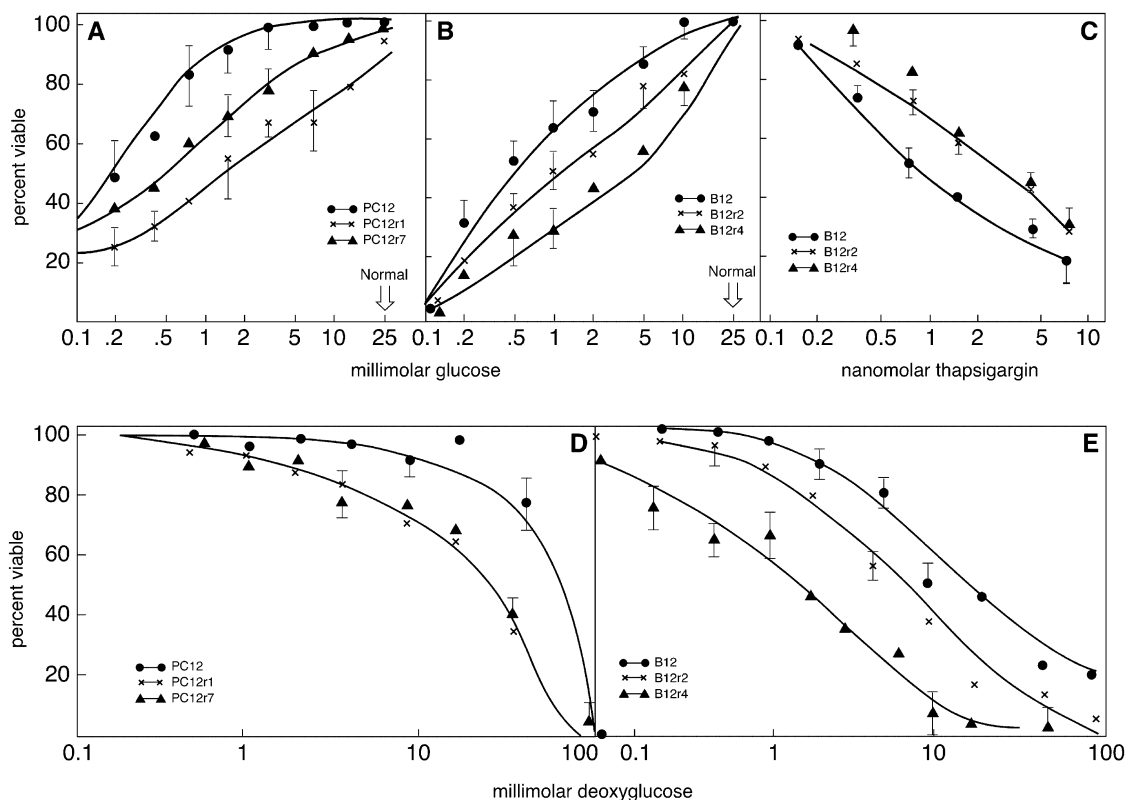 A
B
C
percent viable
100
80
60
40
20
PC12
PC12r1
PC12r7
Normal
B12
B12r2
B12r4
Normal
B12
B12r2
B12r4
0.1 .2 .5 1 2 5 10 25
0.1 .2 .5 1 2 5 10 25
0.1 0.2 0.5 1 2 5 10
millimolar glucose
nanomolar thapsigargin
D
E
percent viable
100
80
60
40
20
PC12
PC12r1
PC12r7
B12
B12r2
B12r4
0.1 1 10 100
0.1 1 10 100
millimolar deoxyglucose